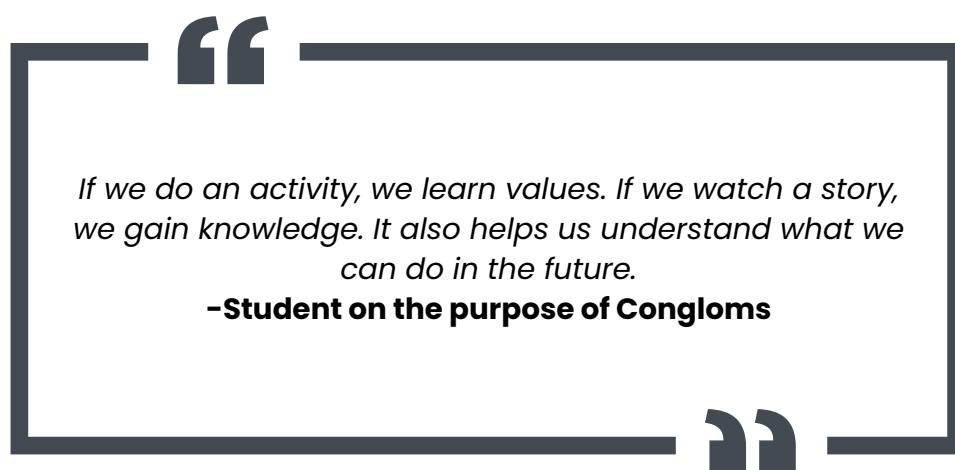 If we do an activity, we learn values. If we watch a story,
we gain knowledge. It also helps us understand what we
can do in the future.
-Student on the purpose of Congloms